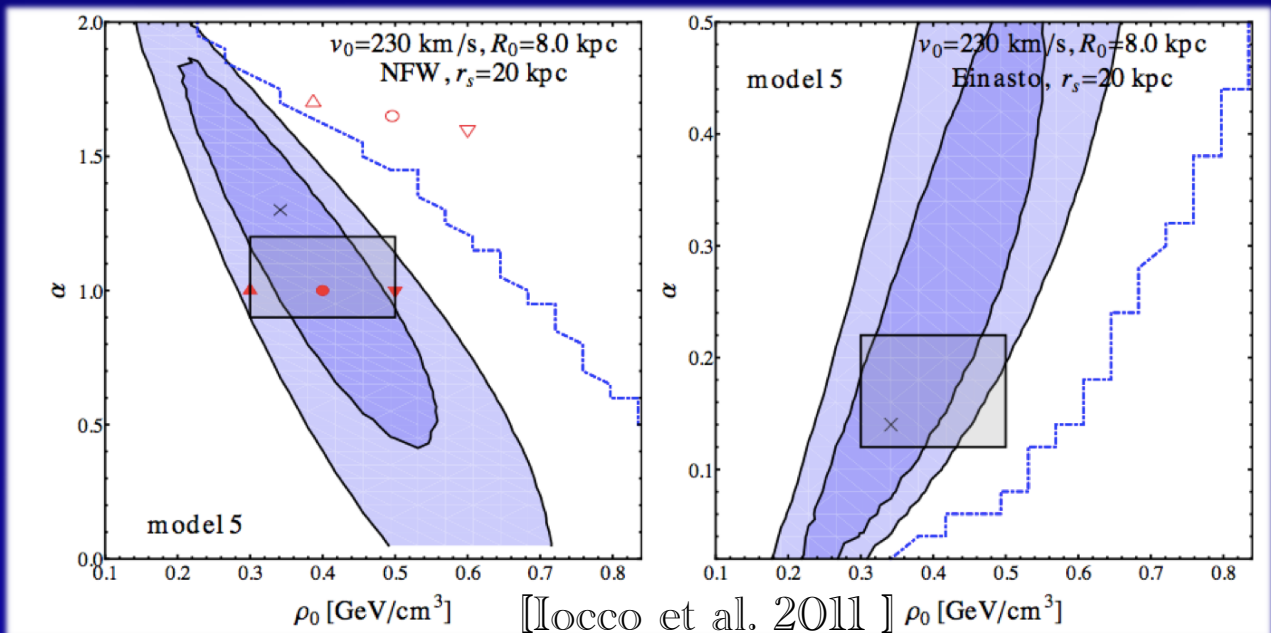 v₀=230 km/s, R₀=8.0 kpc
NFW, rₛ=20 kpc
2.0
1.5
1.0
0.5
0.0
α
model 5
0.1 0.2 0.3 0.4 0.5 0.6 0.7 0.8
ρ₀ [GeV/cm³]
v₀=230 km/s, R₀=8.0 kpc
Einasto, rₛ=20 kpc
model 5
0.5
0.4
0.3
0.2
0.1
α
0.1 0.2 0.3 0.4 0.5 0.6 0.7 0.8
ρ₀ [GeV/cm³]
[Iocco et al. 2011 ]